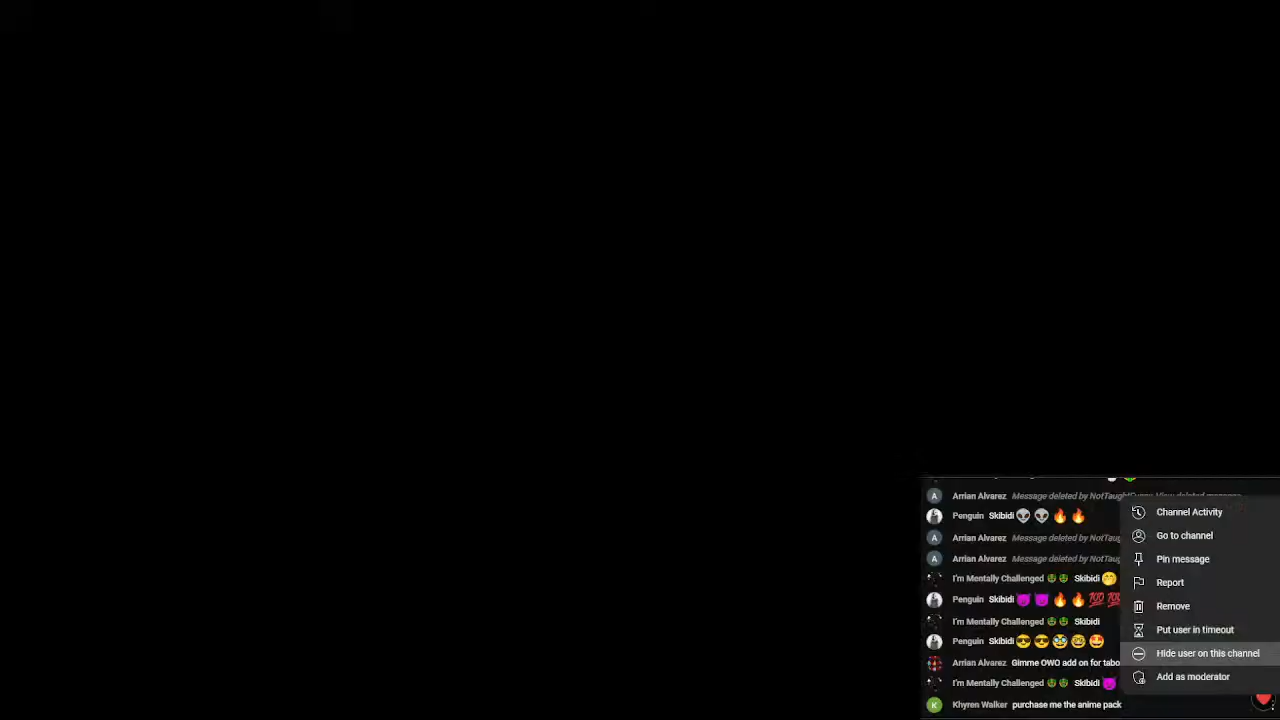 Arrian Alvarez Message deleted by NotTaught
Penguin Skibidi👽👽🔥🔥
Arrian Alvarez Message deleted by NotTaug
Arrian Alvarez Message deleted by NotTaug
I'm Mentally Challenged Skibidi🤭
Penguin Skibidi😈😈🔥🔥💯💯
I'm Mentally Challenged Skibidi
Penguin Skibidi😎😎🥸🤓🤩
Arrian Alvarez Gimme OWO add on for tabo
I'm Mentally Challenged Skibidi😈
Khyren Walker purchase me the anime pack
Channel Activity
Go to channel
Pin message
Report
Remove
Put user in timeout
Hide user on this channel
Add as moderator